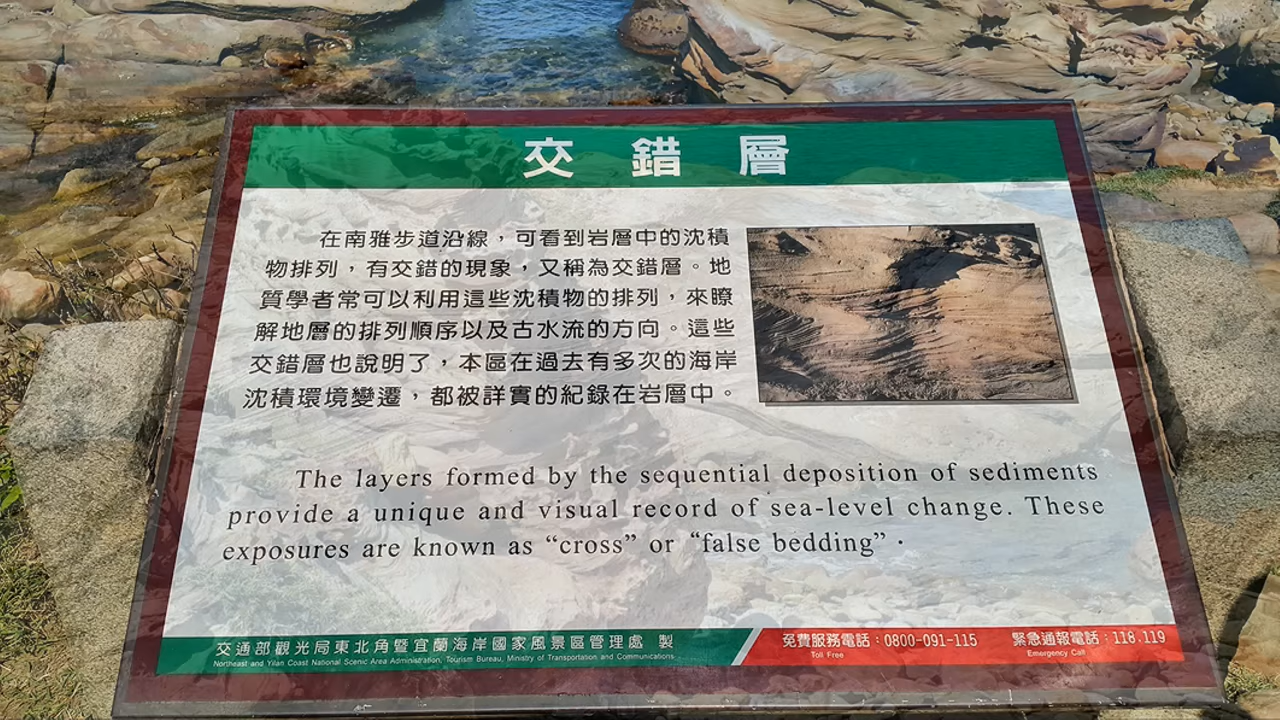 交錯層
在南雅步道沿線，可看到岩層中的沈積
物排列，有交錯的現象，又稱為交錯層。地
質學者常可以利用這些沈積物的排列，來瞭
解地層的排列順序以及古水流的方向。這些
交錯層也說明了，本區在過去有多次的海岸
沈積環境變遷，都被詳實的紀錄在岩層中。
The layers formed by the sequential deposition of sediments
provide a unique and visual record of sea-level change. These
exposures are known as “cross” or “false bedding”．
交通部觀光局東北角暨宜蘭海岸國家風景區管理處 製
Northeast and Yilan Coast National Scenic Area Administration, Tourism Bureau, Ministry of Transportation and Communications
免費服務電話：0800-091-115
Toll Free
緊急通報電話：118.119
Emergency Call